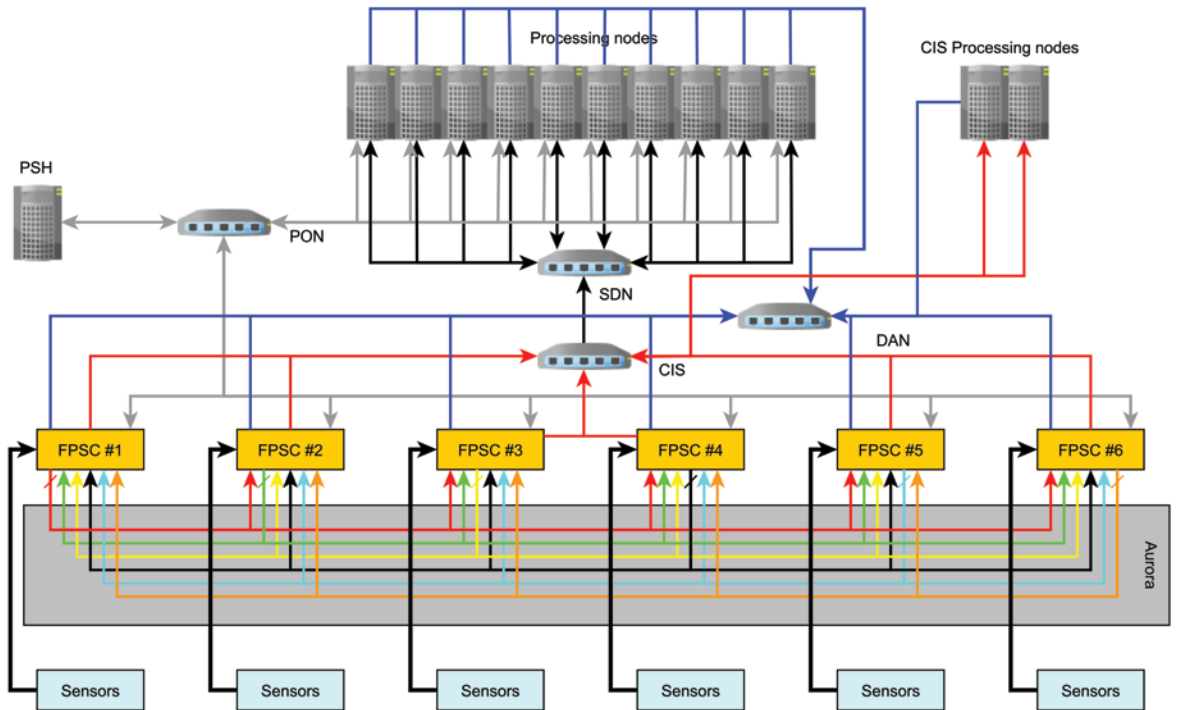 Processing nodes
CIS Processing nodes
PSH
PON
SDN
DAN
CIS
FPSC #1
FPSC #2
FPSC #3
FPSC #4
FPSC #5
FPSC #6
Aurora
Sensors
Sensors
Sensors
Sensors
Sensors
Sensors